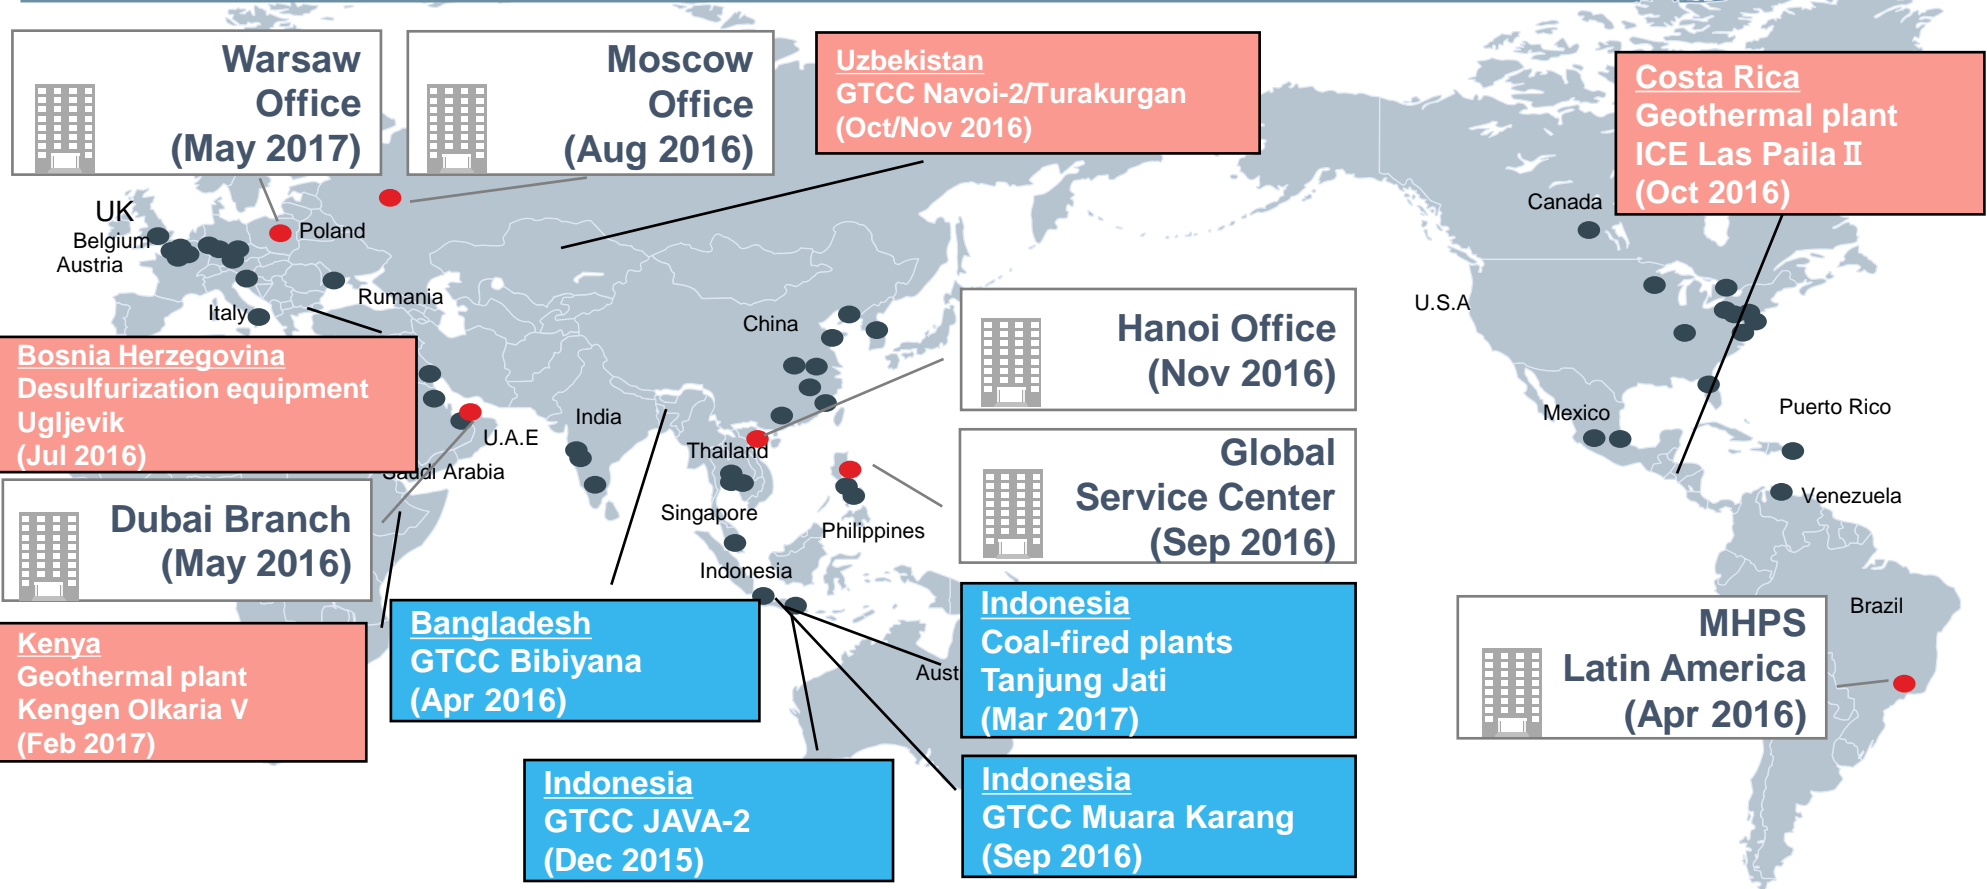 Warsaw
Office
(May 2017)
Moscow
Office
(Aug 2016)
Uzbekistan
GTCC Navoi-2/Turakurgan
(Oct/Nov 2016)
Costa Rica
Geothermal plant
ICE Las Paila Ⅱ
(Oct 2016)
UK
Belgium
Austria
Poland
Rumania
Italy
China
Canada
U.S.A
Mexico
Puerto Rico
Venezuela
Brazil
Bosnia Herzegovina
Desulfurization equipment
Ugljevik
(Jul 2016)
Hanoi Office
(Nov 2016)
India
U.A.E
Saudi Arabia
Thailand
Singapore
Philippines
Indonesia
Aust
Global
Service Center
(Sep 2016)
Dubai Branch
(May 2016)
Kenya
Geothermal plant
Kengen Olkaria V
(Feb 2017)
Bangladesh
GTCC Bibiyana
(Apr 2016)
Indonesia
Coal-fired plants
Tanjung Jati
(Mar 2017)
MHPS
Latin America
(Apr 2016)
Indonesia
GTCC JAVA-2
(Dec 2015)
Indonesia
GTCC Muara Karang
(Sep 2016)